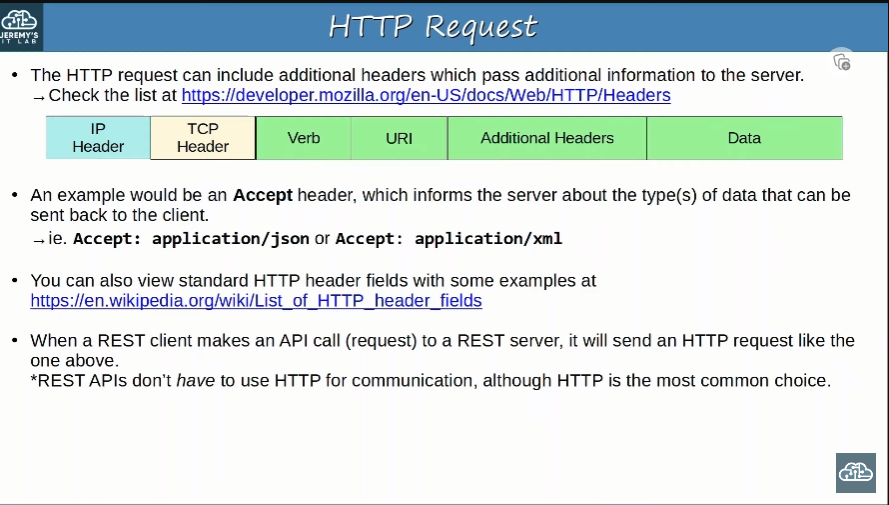 JEREMY'S
IT LAB
HTTP Request
• The HTTP request can include additional headers which pass additional information to the server.
→Check the list at https://developer.mozilla.org/en-US/docs/Web/HTTP/Headers
IP
Header
TCP
Header
Verb
URI
Additional Headers
Data
• An example would be an Accept header, which informs the server about the type(s) of data that can be
sent back to the client.
→ie. Accept: application/json or Accept: application/xml
• You can also view standard HTTP header fields with some examples at
https://en.wikipedia.org/wiki/List_of_HTTP_header_fields
• When a REST client makes an API call (request) to a REST server, it will send an HTTP request like the
one above.
*REST APIs don't have to use HTTP for communication, although HTTP is the most common choice.